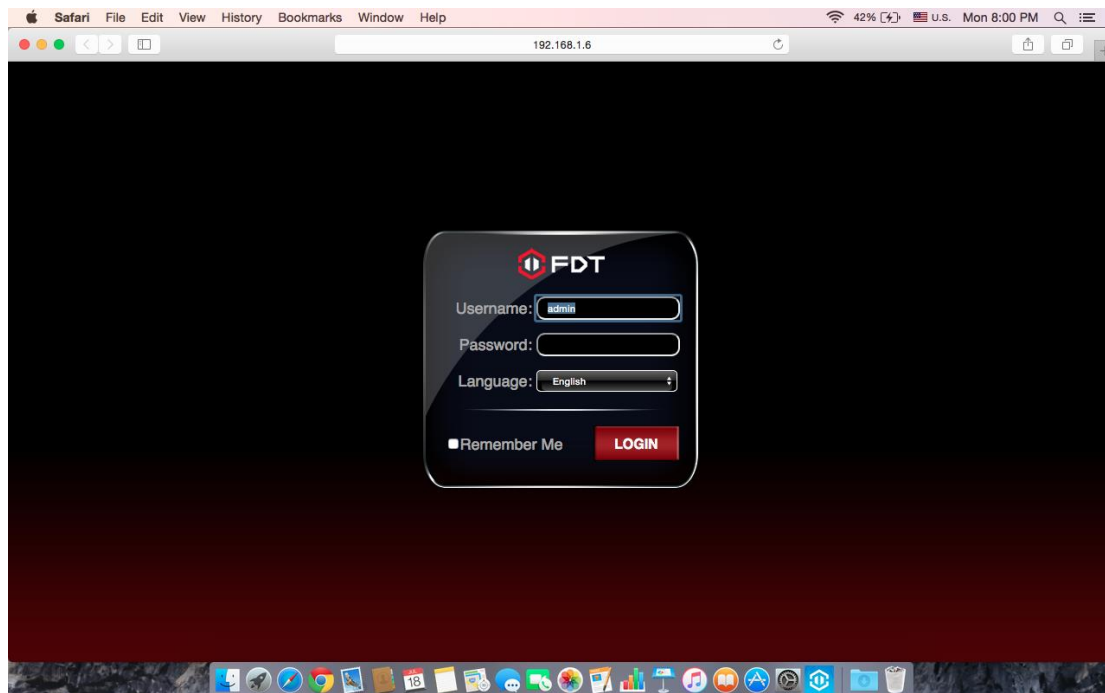 Safari File Edit View History Bookmarks Window Help 42% U.S. Mon 8:00 PM
192.168.1.6
FDT
Username: admin
Password:
Language: English
Remember Me LOGIN
18